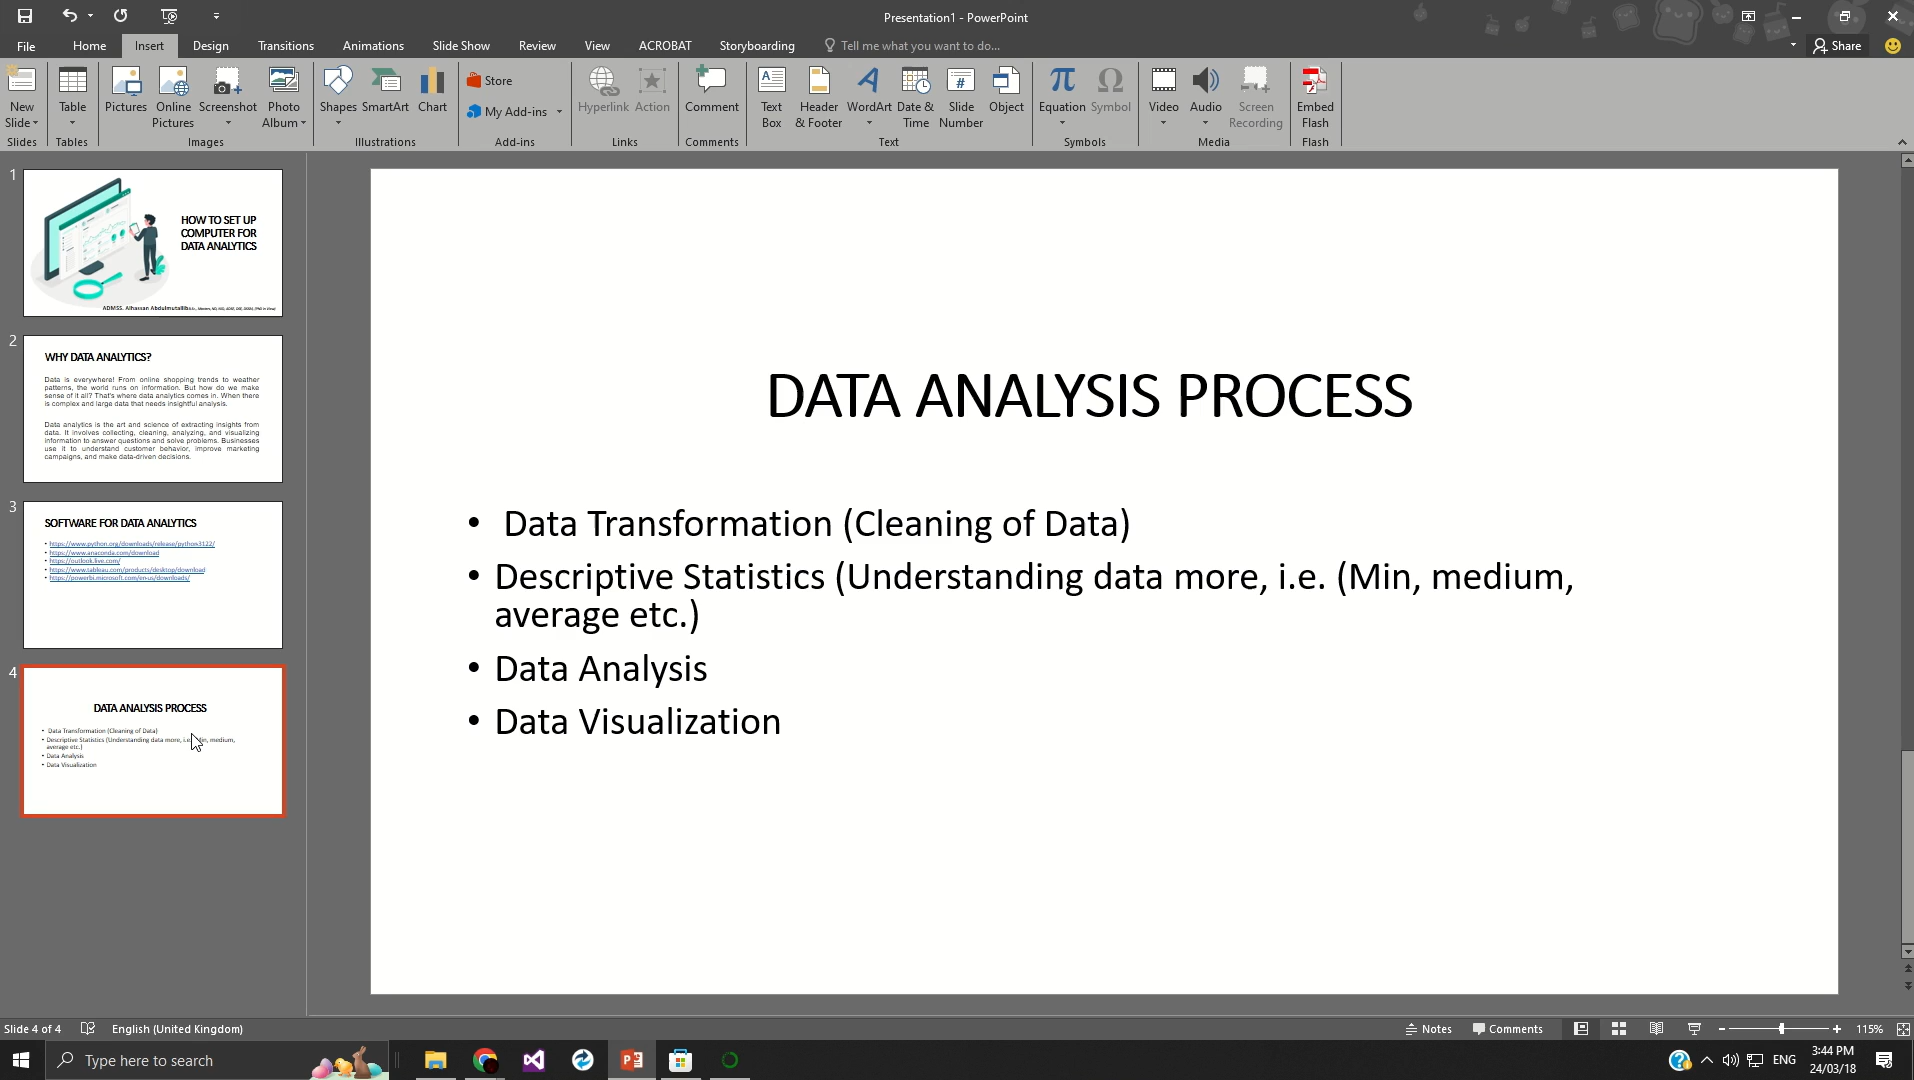 Presentation1 - PowerPoint
File Home Insert Design Transitions Animations Slide Show Review View ACROBAT Storyboarding Tell me what you want to do... Share
New Slide
Table
Pictures
Online Pictures
Screenshot
Photo Album
Shapes
SmartArt
Chart
Store
My Add-ins
Hyperlink
Action
Comment
Text Box
Header & Footer
WordArt
Date & Time
Slide Number
Object
Equation
Symbol
Video
Audio
Screen Recording
Embed Flash
Slides Tables Images Illustrations Add-ins Links Comments Text Symbols Media Flash
1
HOW TO SET UP
COMPUTER FOR
DATA ANALYTICS
ADMSS. Alhassan Abdulmutallib
2
WHY DATA ANALYTICS?
Data is everywhere! From online shopping trends to weather
patterns, the world runs on information. But how do we make
sense of it all? That's where data analytics comes in. When there
is complex and large data that needs insightful analysis.
Data analytics is the art and science of extracting insights from
data. It involves collecting, cleaning, analyzing, and visualizing
information to answer questions and solve problems. Businesses
use it to understand customer behavior, improve marketing
campaigns, and make data-driven decisions.
3
SOFTWARE FOR DATA ANALYTICS
• https://www.python.org/downloads/release/python3122/
• https://www.anaconda.com/download
• https://outlook.live.com/
• https://www.tableau.com/products/desktop/download
• https://powerbi.microsoft.com/en-us/downloads/
4
DATA ANALYSIS PROCESS
• Data Transformation (Cleaning of Data)
• Descriptive Statistics (Understanding data more, i.e. Min, medium,
average etc.)
• Data Analysis
• Data Visualization
DATA ANALYSIS PROCESS
• Data Transformation (Cleaning of Data)
• Descriptive Statistics (Understanding data more, i.e. (Min, medium,
average etc.)
• Data Analysis
• Data Visualization
Slide 4 of 4 English (United Kingdom) Notes Comments 115%
Type here to search
ENG
3:44 PM
24/03/18